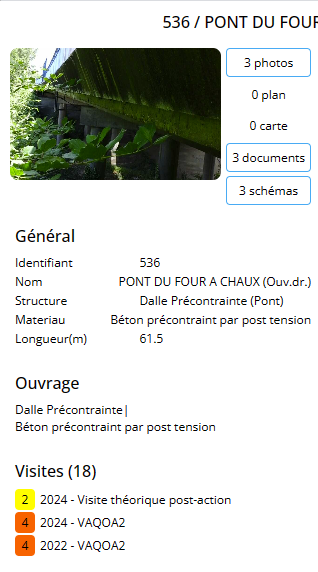 536 / PONT DU FOUR
3 photos
0 plan
0 carte
3 documents
3 schémas
Général
Identifiant 536
Nom PONT DU FOUR A CHAUX (Ouv.dr.)
Structure Dalle Précontrainte (Pont)
Materiau Béton précontraint par post tension
Longueur(m) 61.5
Ouvrage
Dalle Précontrainte|
Béton précontraint par post tension
Visites (18)
2 2024 - Visite théorique post-action
4 2024 - VAQOA2
4 2022 - VAQOA2